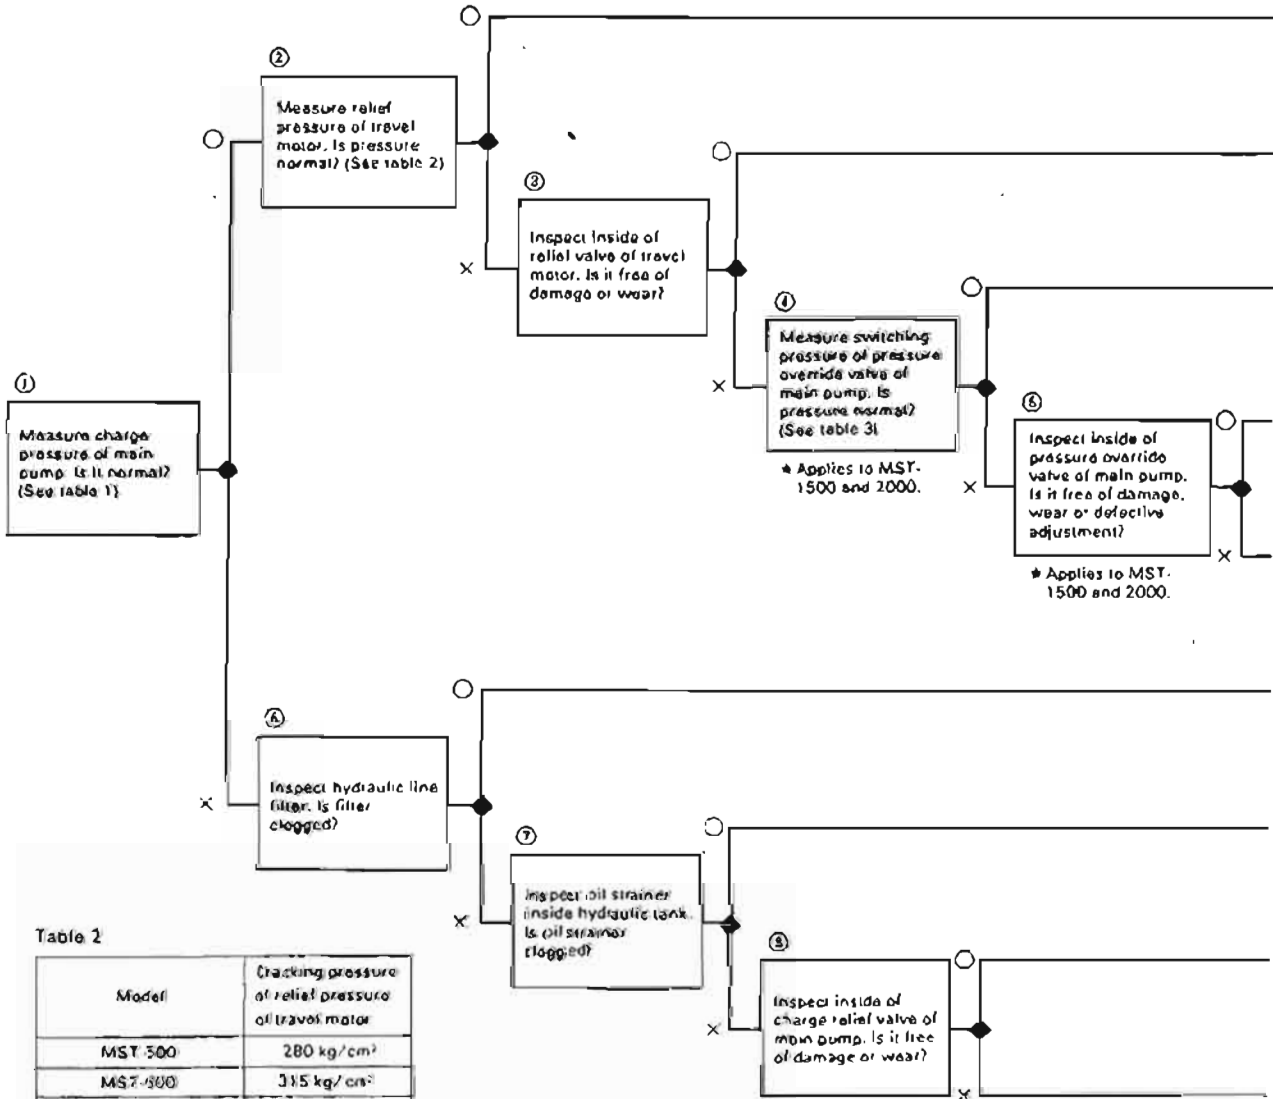 ①
Measure charge
pressure of main
pump. Is it normal?
(See table 1)
②
Measure relief
pressure of travel
motor. Is pressure
normal? (See table 2)
③
Inspect inside of
relief valve of travel
motor. Is it free of
damage or wear?
④
Measure switching
pressure of pressure
override valve of
main pump. Is
pressure normal?
(See table 3)
★ Applies to MST-
1500 and 2000.
⑤
Inspect inside of
pressure override
valve of main pump.
Is it free of damage,
wear or defective
adjustment?
★ Applies to MST-
1500 and 2000.
⑥
Inspect hydraulic line
filter. Is filter
clogged?
⑦
Inspect oil strainer
inside hydraulic tank.
Is oil strainer
clogged?
⑧
Inspect inside of
charge relief valve of
main pump. Is it free
of damage or wear?
Table 2
Model
Cracking pressure
of relief pressure
of travel motor
MST-300
280 kg/cm²
315 kg/cm²